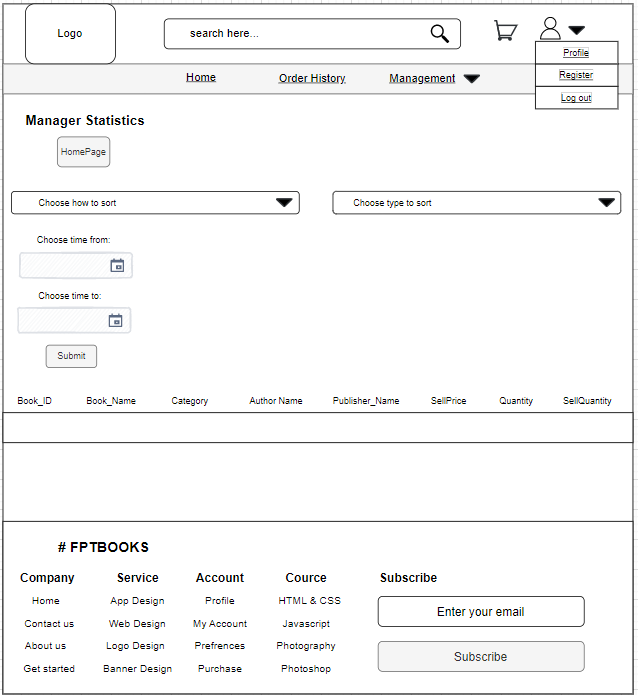 Logo
search here...
Profile
Register
Log out
Home Order History Management
Manager Statistics
HomePage
Choose how to sort Choose type to sort
Choose time from:
Choose time to:
Submit
Book_ID Book_Name Category Author Name Publisher_Name SellPrice Quantity SellQuantity
# FPTBOOKS
Company Service Account Cource Subscribe
Home App Design Profile HTML & CSS
Enter your email
Contact us Web Design My Account Javascript
About us Logo Design Prefrences Photography
Subscribe
Get started Banner Design Purchase Photoshop